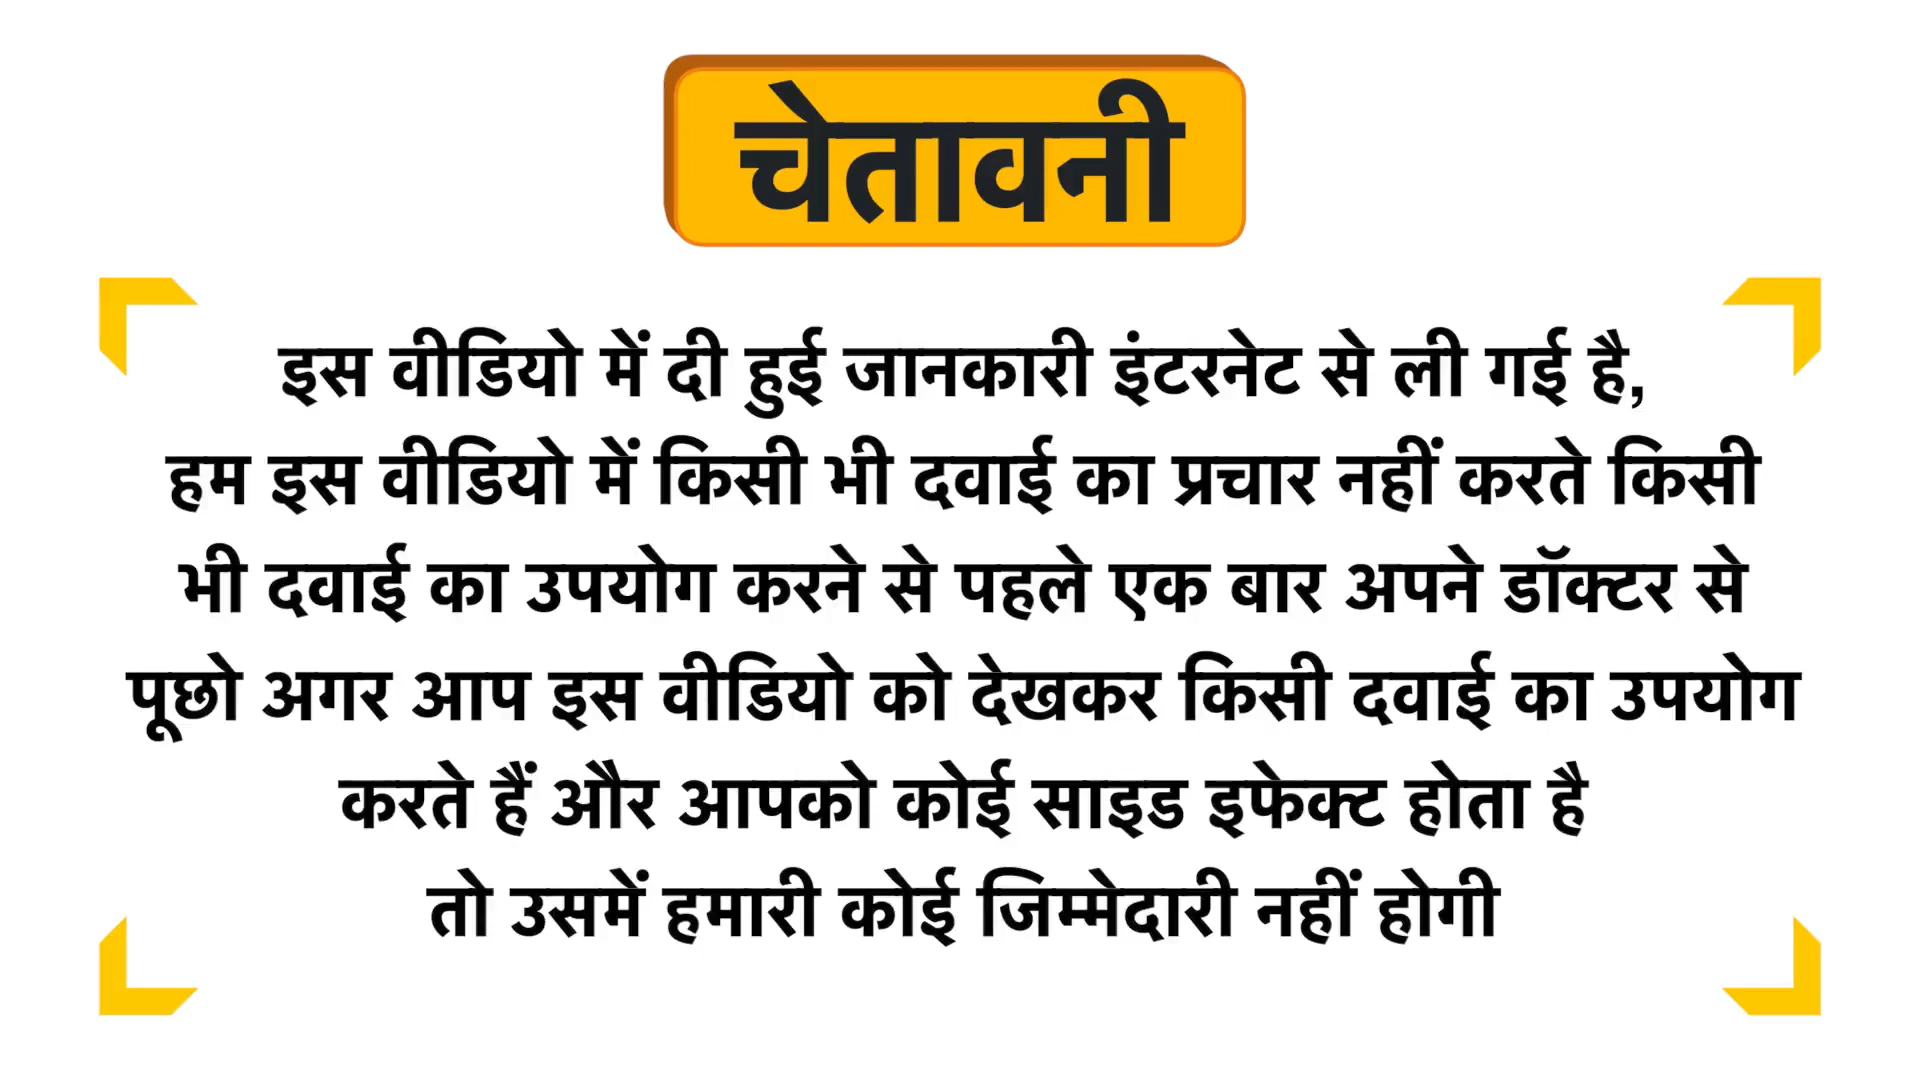 चेतावनी
इस वीडियो में दी हुई जानकारी इंटरनेट से ली गई है,
हम इस वीडियो में किसी भी दवाई का प्रचार नहीं करते किसी
भी दवाई का उपयोग करने से पहले एक बार अपने डॉक्टर से
पूछो अगर आप इस वीडियो को देखकर किसी दवाई का उपयोग
करते हैं और आपको कोई साइड इफेक्ट होता है
तो उसमें हमारी कोई जिम्मेदारी नहीं होगी